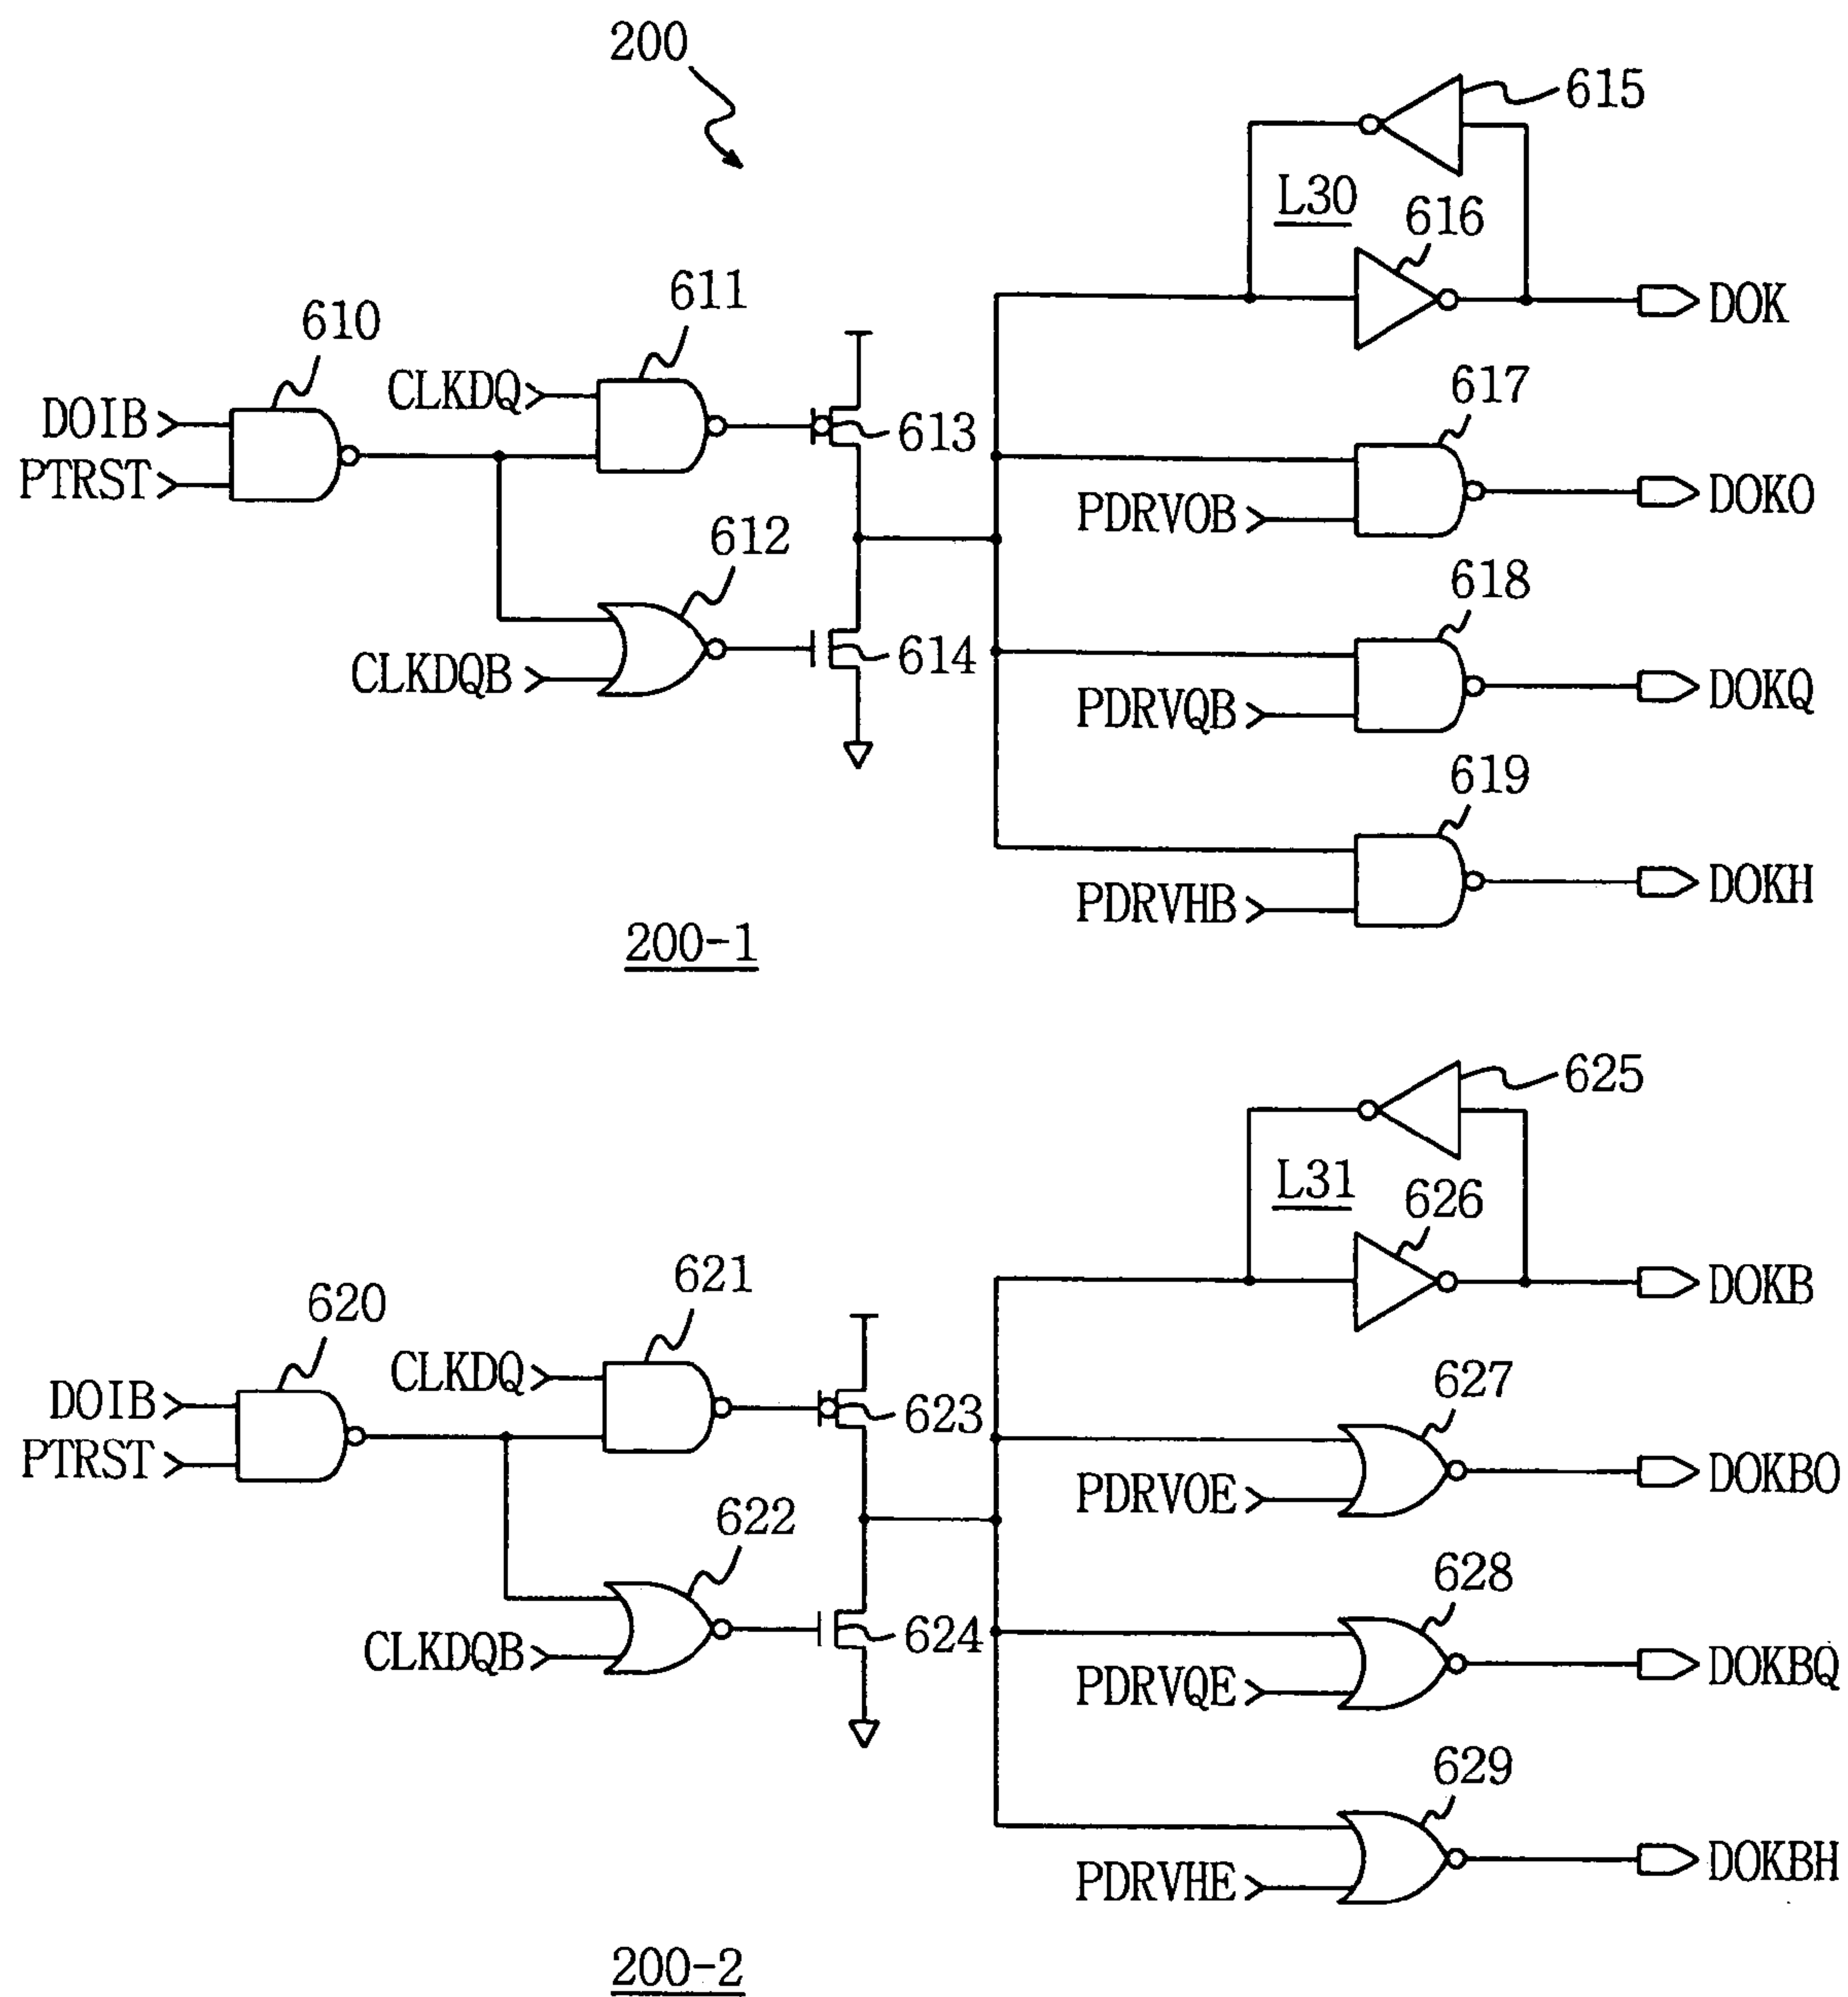 200
615
L30
616
DOK
610
611
CLKDQ
DOIB
PTRST
613
617
PDRVOB
DOKO
612
CLKDQB
614
618
PDRVQB
DOKQ
619
PDRVHB
DOKH
200-1
625
L31
626
DOKB
620
621
CLKDQ
DOIB
PTRST
623
627
PDRVOE
DOKBO
622
CLKDQB
624
628
PDRVQE
DOKBQ
629
PDRVHE
DOKBH
200-2